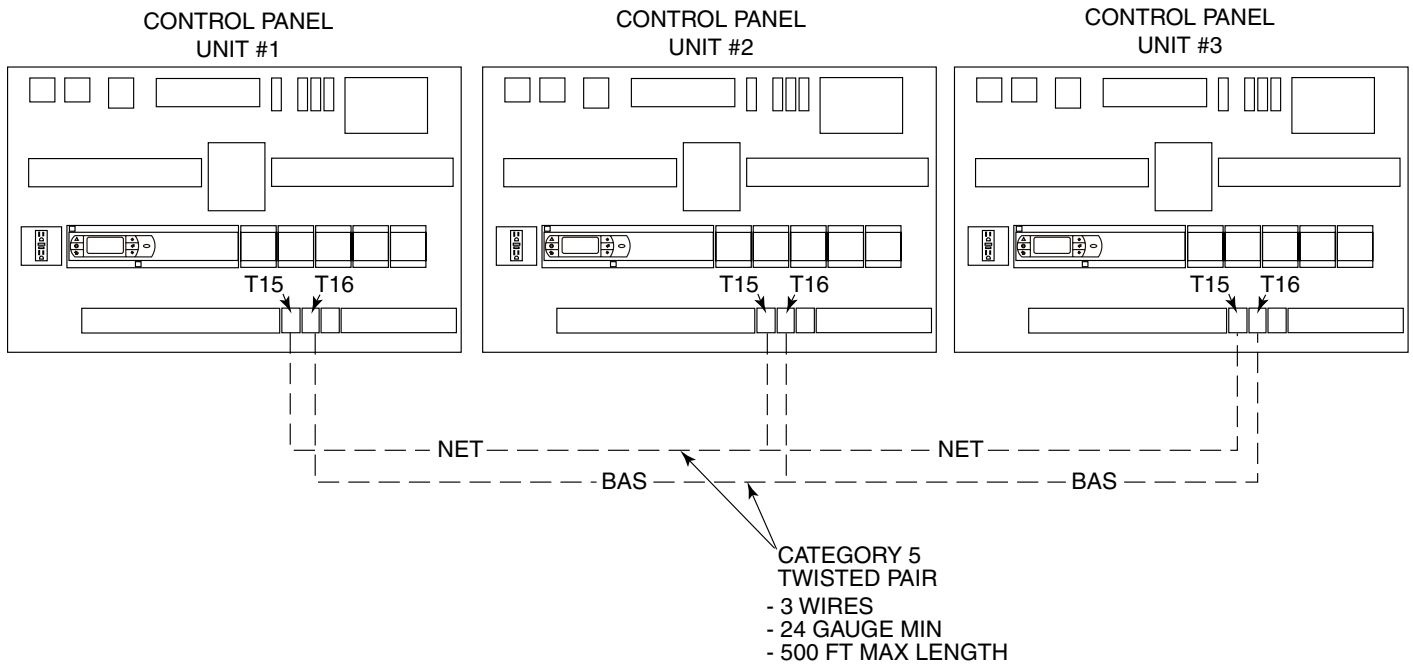 CONTROL PANEL
UNIT #1
CONTROL PANEL
UNIT #2
CONTROL PANEL
UNIT #3
T15 T16
T15 T16
T15 T16
NET
NET
BAS
BAS
CATEGORY 5
TWISTED PAIR
- 3 WIRES
- 24 GAUGE MIN
- 500 FT MAX LENGTH